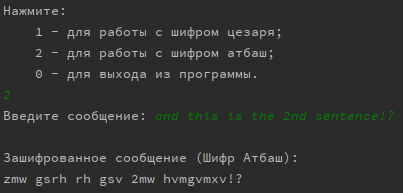 Нажмите:
1 - для работы с шифром цезаря;
2 - для работы с шифром атбаш;
0 - для выхода из программы.
2
Введите сообщение: and this is the 2nd sentence!?
Зашифрованное сообщение (Шифр Атбаш):
zmw gsrh rh gsv 2mw hvmgvmxv!?